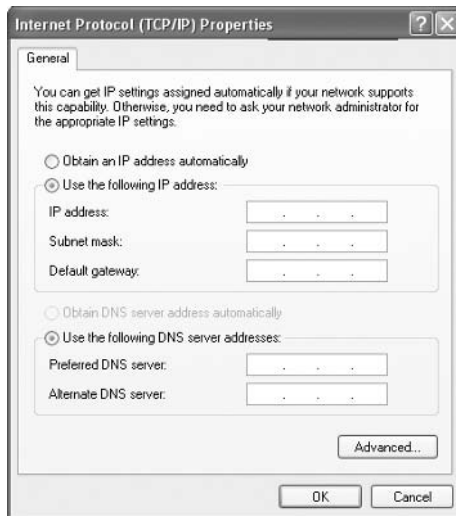 Internet Protocol (TCP/IP) Properties
General
You can get IP settings assigned automatically if your network supports
this capability. Otherwise, you need to ask your network administrator for
the appropriate IP settings.
Obtain an IP address automatically
Use the following IP address:
IP address:
Subnet mask:
Default gateway:
Obtain DNS server address automatically
Use the following DNS server addresses:
Preferred DNS server:
Alternate DNS server:
Advanced...
OK Cancel